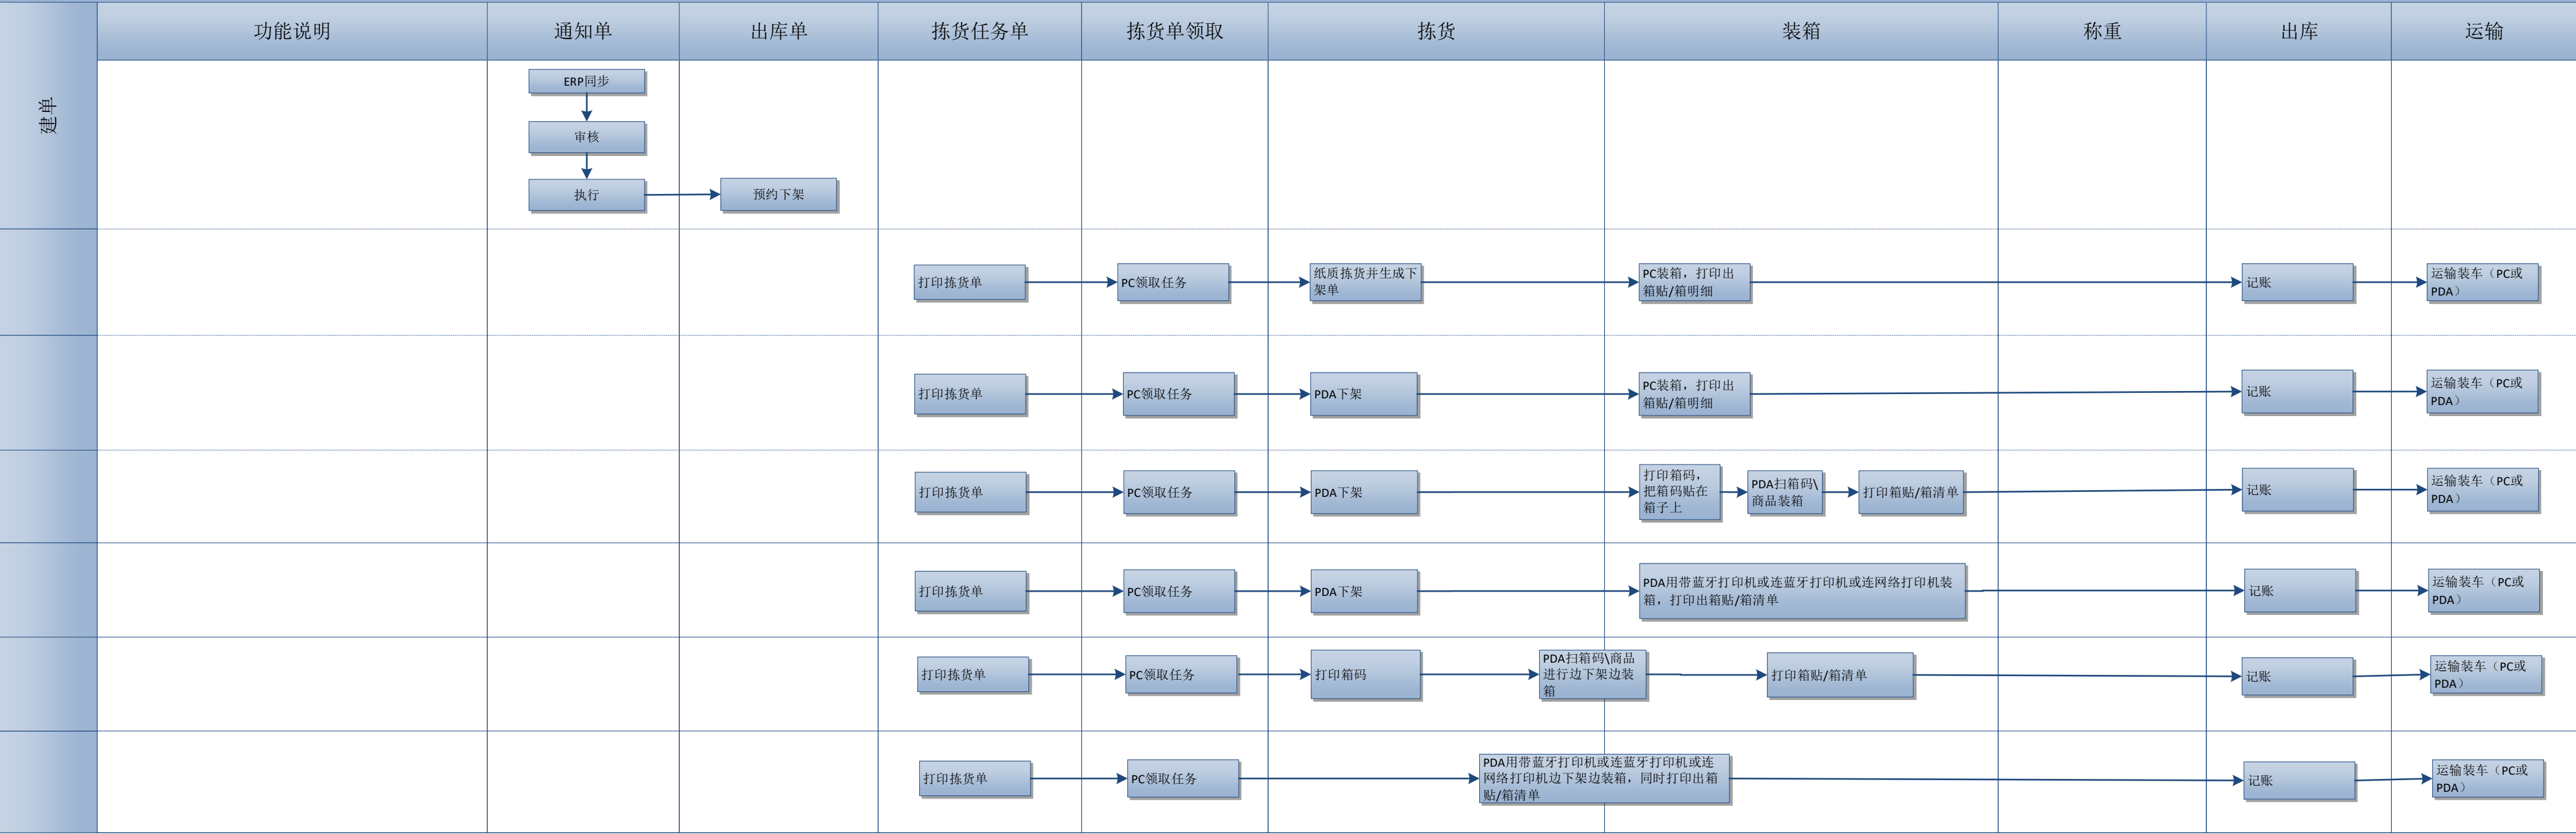 功能说明
通知单
出库单
拣货任务单
拣货单领取
拣货
装箱
称重
出库
运输
建单
ERP同步
审核
执行
预约下架
打印拣货单
PC领取任务
纸质拣货并生成下
架单
PC装箱，打印出
箱贴/箱明细
记账
运输装车（PC或
PDA）
打印拣货单
PC领取任务
PDA下架
PC装箱，打印出
箱贴/箱明细
记账
运输装车（PC或
PDA）
打印拣货单
PC领取任务
PDA下架
打印箱码，
把箱码贴在
箱子上
PDA扫箱码\
商品装箱
打印箱贴/箱清单
记账
运输装车（PC或
PDA）
打印拣货单
PC领取任务
PDA下架
PDA用带蓝牙打印机或连蓝牙打印机或连网络打印机装
箱，打印出箱贴/箱清单
记账
运输装车（PC或
PDA）
打印拣货单
PC领取任务
打印箱码
PDA扫箱码\商品
进行边下架边装
箱
打印箱贴/箱清单
记账
运输装车（PC或
PDA）
打印拣货单
PC领取任务
PDA用带蓝牙打印机或连蓝牙打印机或连
网络打印机边下架边装箱，同时打印出箱
贴/箱清单
记账
运输装车（PC或
PDA）